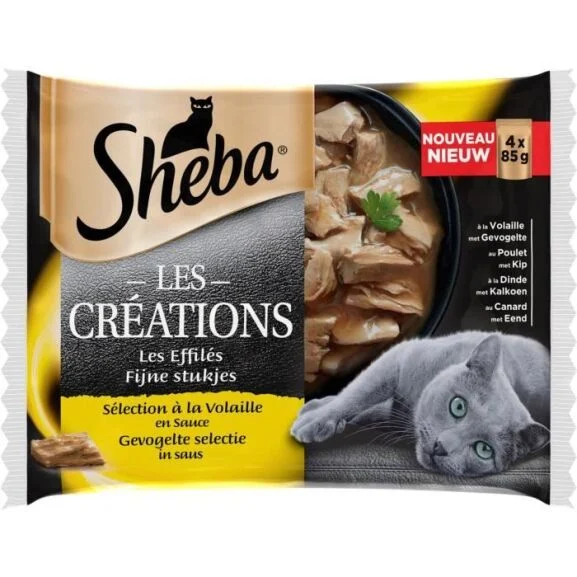 Sheba®
LES
CRÉATIONS
Les Effilés
Fijne stukjes
Sélection à la Volaille
en Sauce
Gevogelte selectie
in saus
NOUVEAU
NIEUW
4x
85g
à la Volaille
met Gevogelte
au Poulet
met Kip
à la Dinde
met Kalkoen
au Canard
met Eend